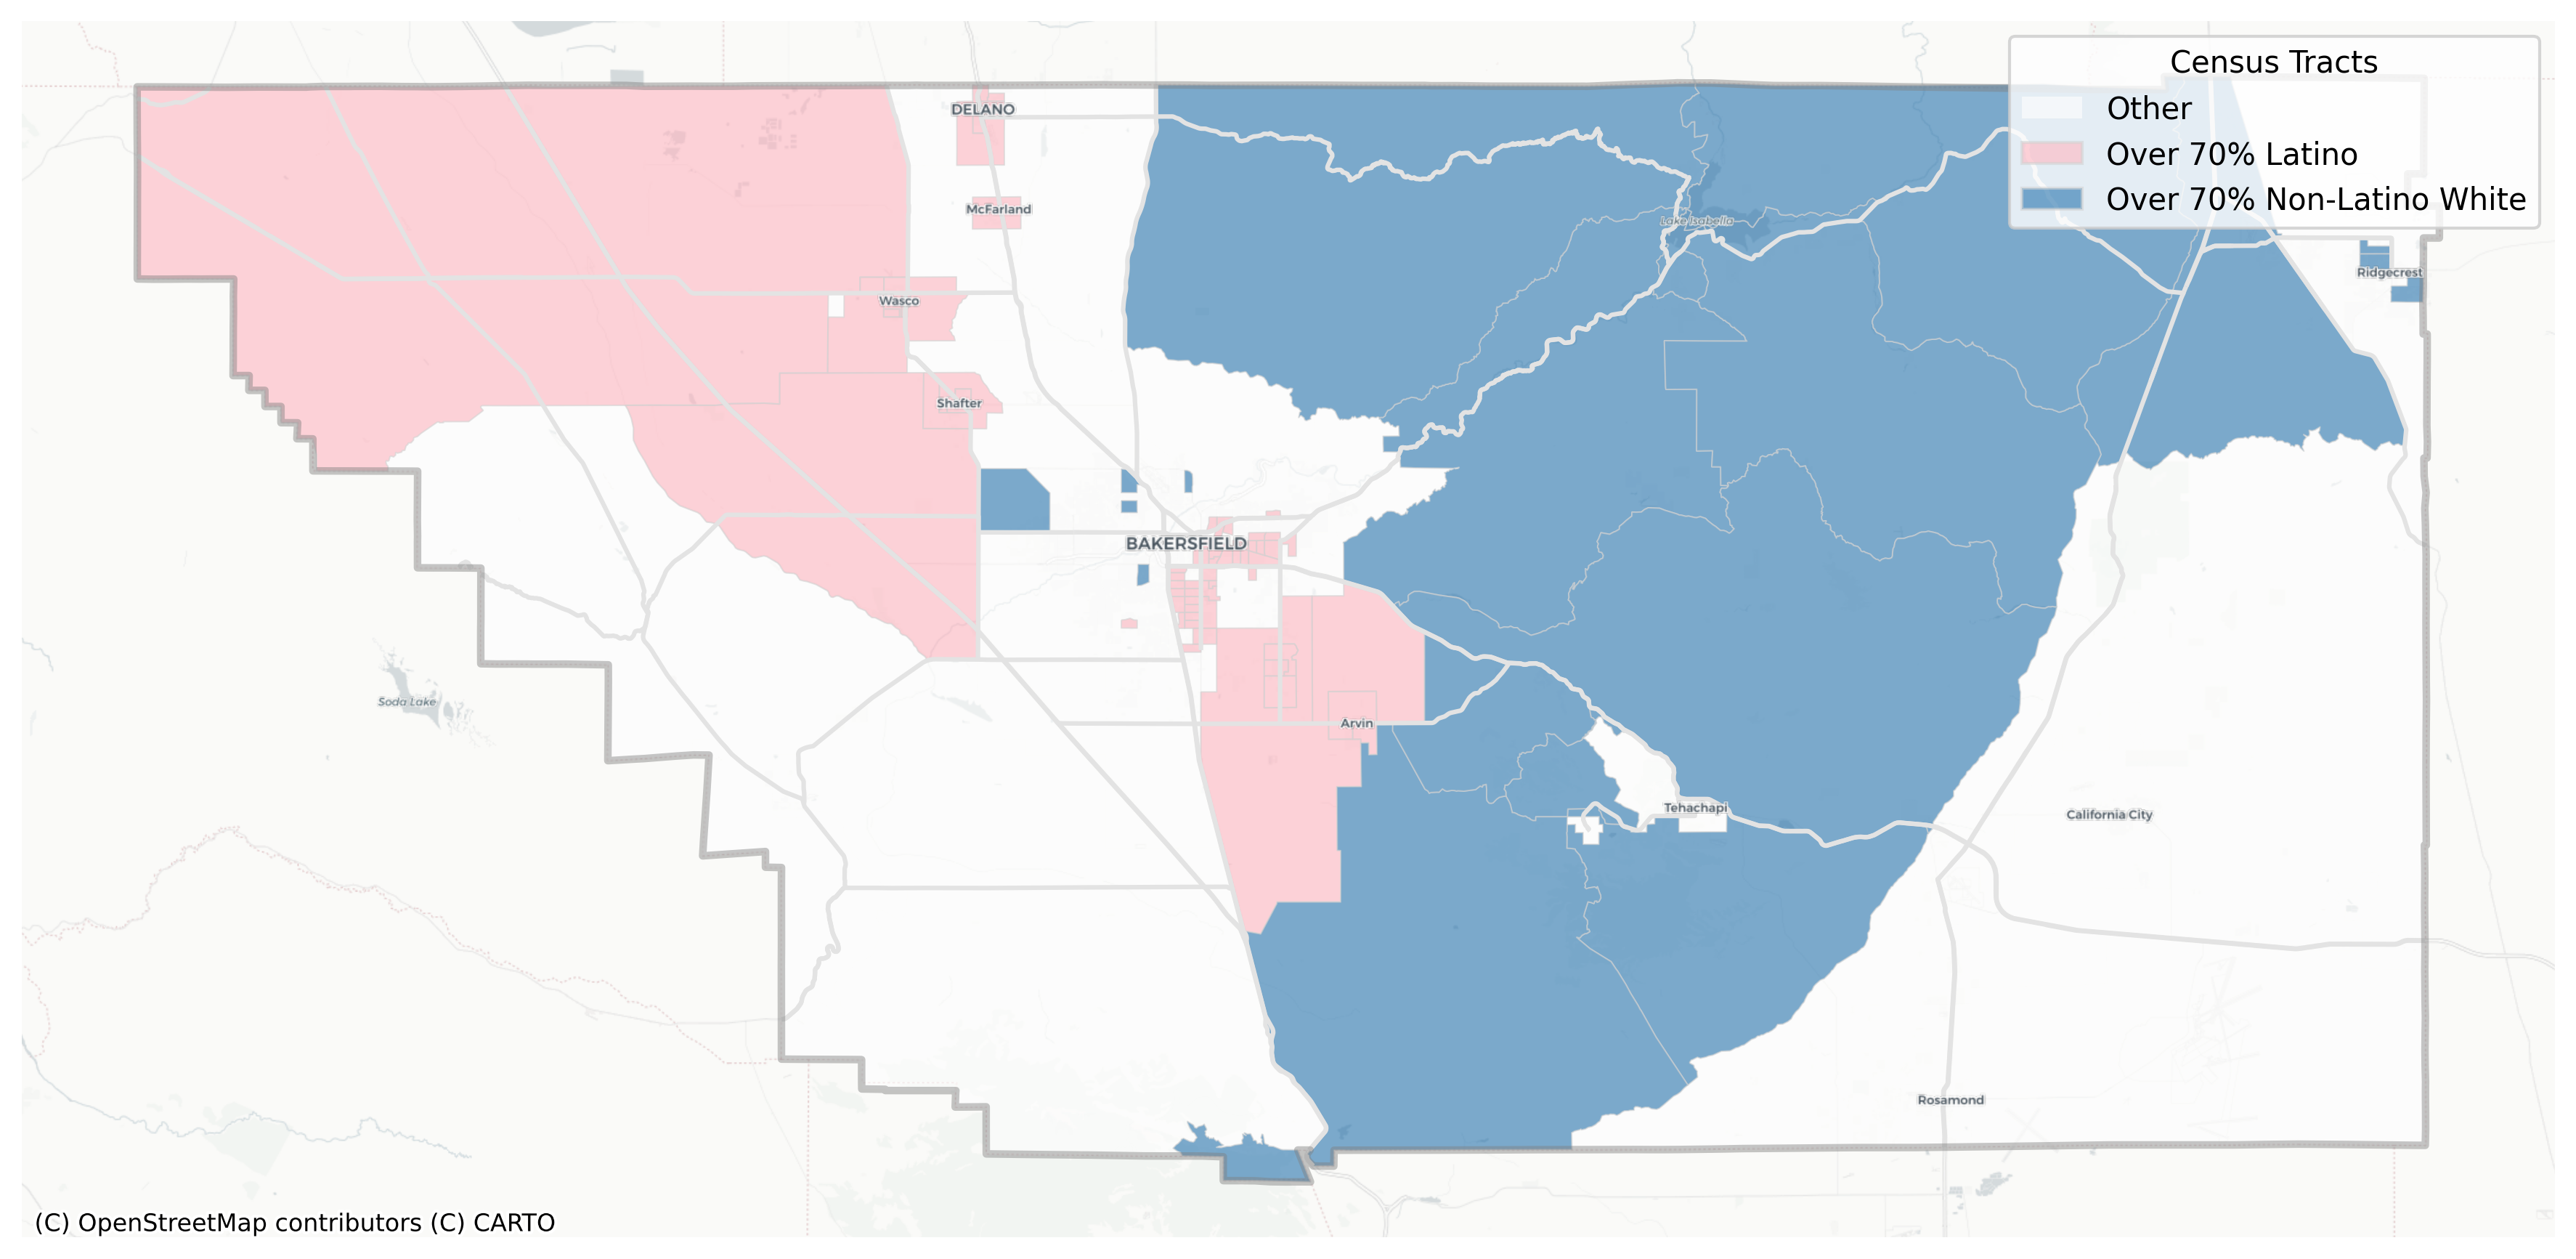 Census Tracts
Other
Over 70% Latino
Over 70% Non-Latino White
DELANO
McFarland
Lake Isabella
Ridgecrest
Wasco
Shafter
BAKERSFIELD
Soda Lake
Arvin
Tehachapi
California City
Rosamond
(C) OpenStreetMap contributors (C) CARTO